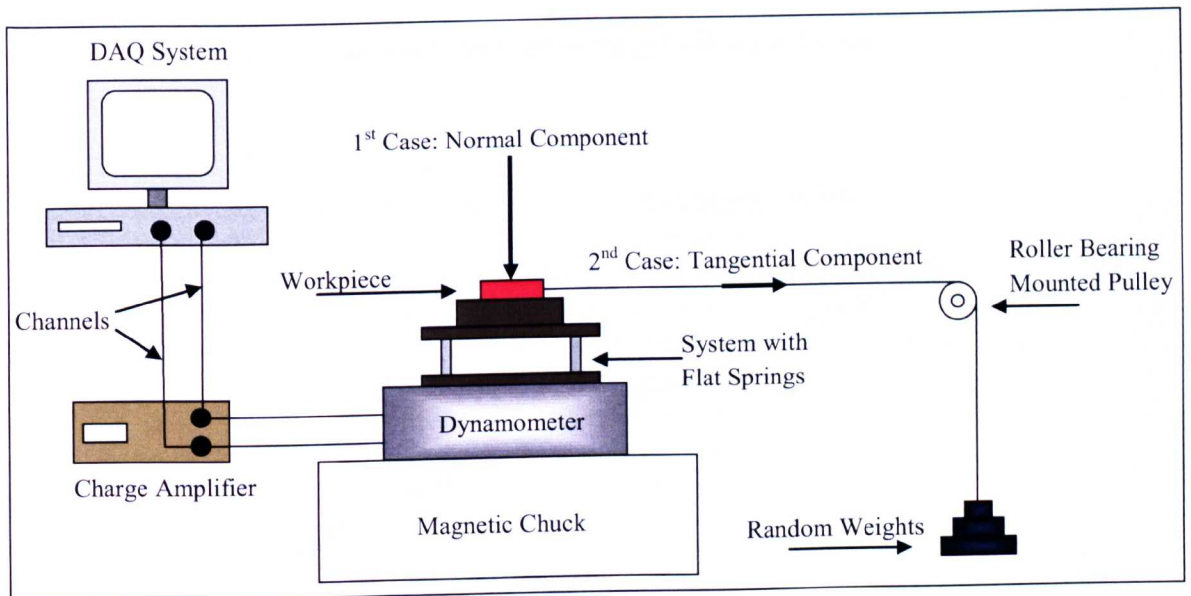 DAQ System
1st Case: Normal Component
2nd Case: Tangential Component
Roller Bearing
Mounted Pulley
Workpiece
Channels
System with
Flat Springs
Dynamometer
Charge Amplifier
Magnetic Chuck
Random Weights